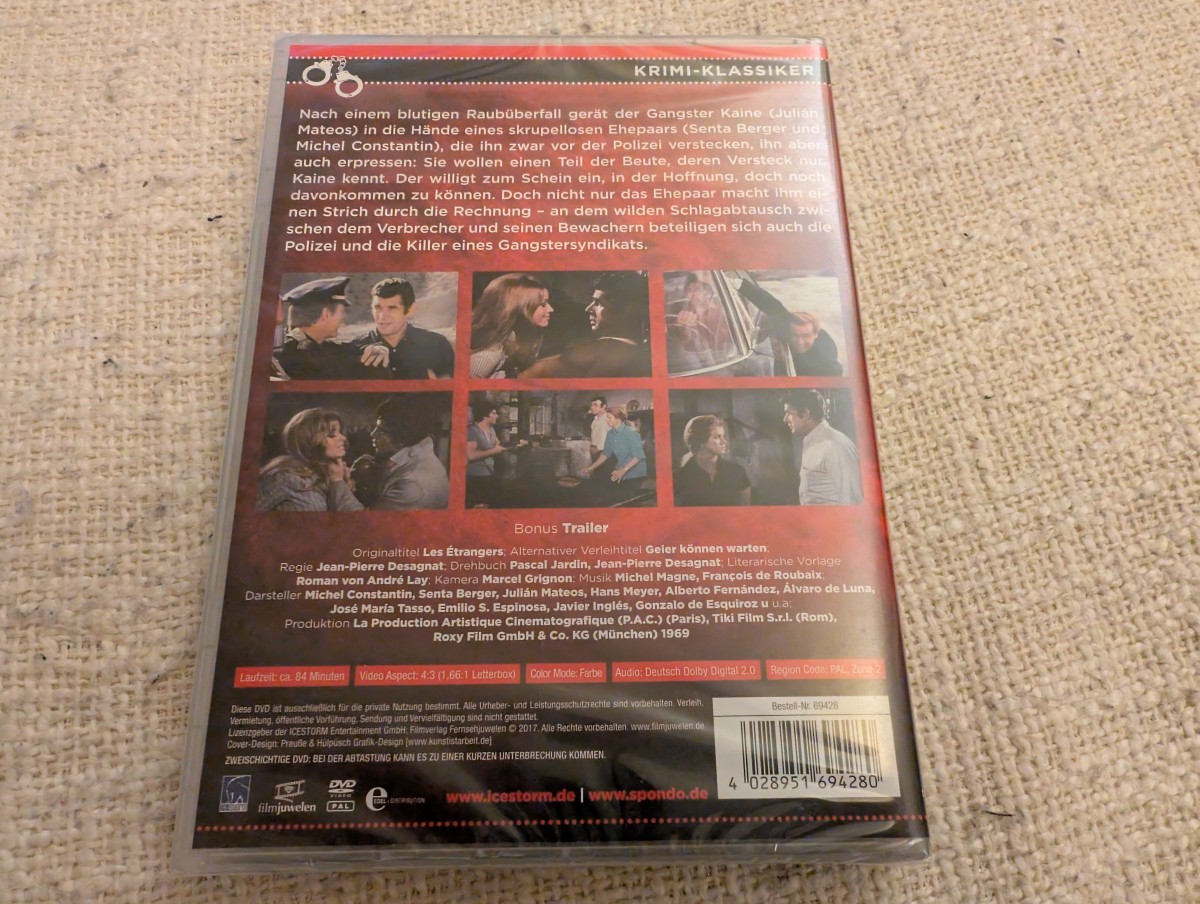 KRIMI-KLASSIKER
Nach einem blutigen Raubüberfall gerät der Gangster Kaine (Julián
Mateos) in die Hände eines skrupellosen Ehepaars (Senta Berger und
Michel Constantin), die ihn zwar vor der Polizei verstecken, ihn aber
auch erpressen: Sie wollen einen Teil der Beute, deren Versteck nur
Kaine kennt. Der willigt zum Schein ein, in der Hoffnung, doch noch
davonkommen zu können. Doch nicht nur das Ehepaar macht ihm ei-
nen Strich durch die Rechnung – an dem wilden Schlagabtausch zwi-
schen dem Verbrecher und seinen Bewachern beteiligen sich auch die
Polizei und die Killer eines Gangstersyndikats.
Bonus Trailer
Originaltitel Les Étrangers; Alternativer Verleihtitel Geier können warten;
Regie Jean-Pierre Desagnat; Drehbuch Pascal Jardin, Jean-Pierre Desagnat; Literarische Vorlage
Roman von André Lay; Kamera Marcel Grignon; Musik Michel Magne, François de Roubaix;
Darsteller Michel Constantin, Senta Berger, Julián Mateos, Hans Meyer, Alberto Fernández, Álvaro de Luna,
José María Tasso, Emilio S. Espinosa, Javier Inglés, Gonzalo de Esquiroz u u.a;
Produktion La Production Artistique Cinematografique (P.A.C.) (Paris), Tiki Film S.r.l. (Rom),
Roxy Film GmbH & Co. KG (München) 1969
Laufzeit: ca. 84 Minuten Video Aspect: 4:3 (1,66:1 Letterbox) Color Mode: Farbe Audio: Deutsch Dolby Digital 2.0 Region Code: PAL, Zone 2
Diese DVD ist ausschließlich für die private Nutzung bestimmt. Alle Urheber- und Leistungsschutzrechte sind vorbehalten. Verleih,
Vermietung, öffentliche Vorführung, Sendung und Vervielfältigung sind nicht gestattet.
Lizenzgeber der ICESTORM Entertainment GmbH: Filmverlag Fernsehjuwelen © 2017. Alle Rechte vorbehalten. www.filmjuwelen.de
Cover-Design: Preuße & Hülpüsch Grafik-Design [www.kunstistarbeit.de]
ZWEISCHICHTIGE DVD: BEI DER ABTASTUNG KANN ES ZU EINER KURZEN UNTERBRECHUNG KOMMEN.
Bestell-Nr. 69428
4 028951 694280
filmjuwelen
DVD
VIDEO
PAL
e
EDEL:DISTRIBUTION
www.icestorm.de | www.spondo.de